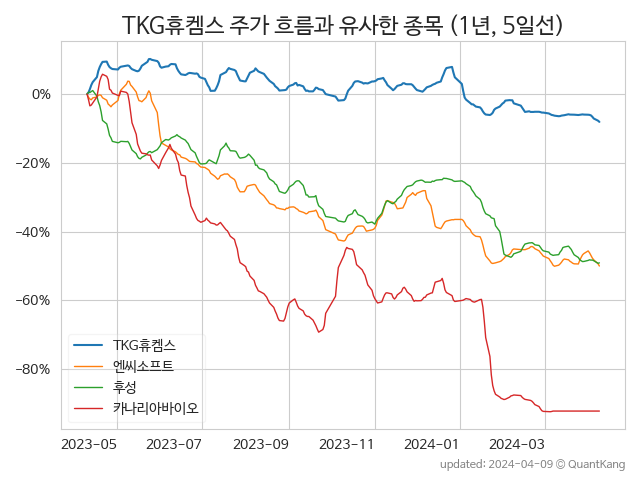 TKG휴켐스 주가 흐름과 유사한 종목 (1년, 5일선)
0%
−20%
−40%
−60%
−80%
TKG휴켐스
엔씨소프트
후성
카나리아바이오
2023-05 2023-07 2023-09 2023-11 2024-01 2024-03
updated: 2024-04-09 © QuantKang